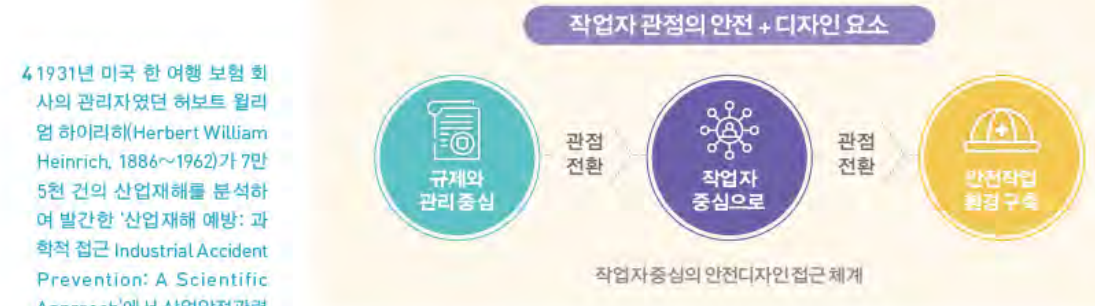 작업자 관점의 안전 + 디자인 요소
4 1931년 미국 한 여행 보험 회
사의 관리자였던 허버트 윌리
엄 하이리히(Herbert William
Heinrich, 1886~1962)가 7만
5천 건의 산업재해를 분석하
여 발간한 '산업재해 예방: 과
학적 접근 Industrial Accident
Prevention: A Scientific
규제와
관리 중심
관점
전환
작업자
중심으로
관점
전환
안전작업
환경 구축
작업자 중심의 안전디자인 접근 체계